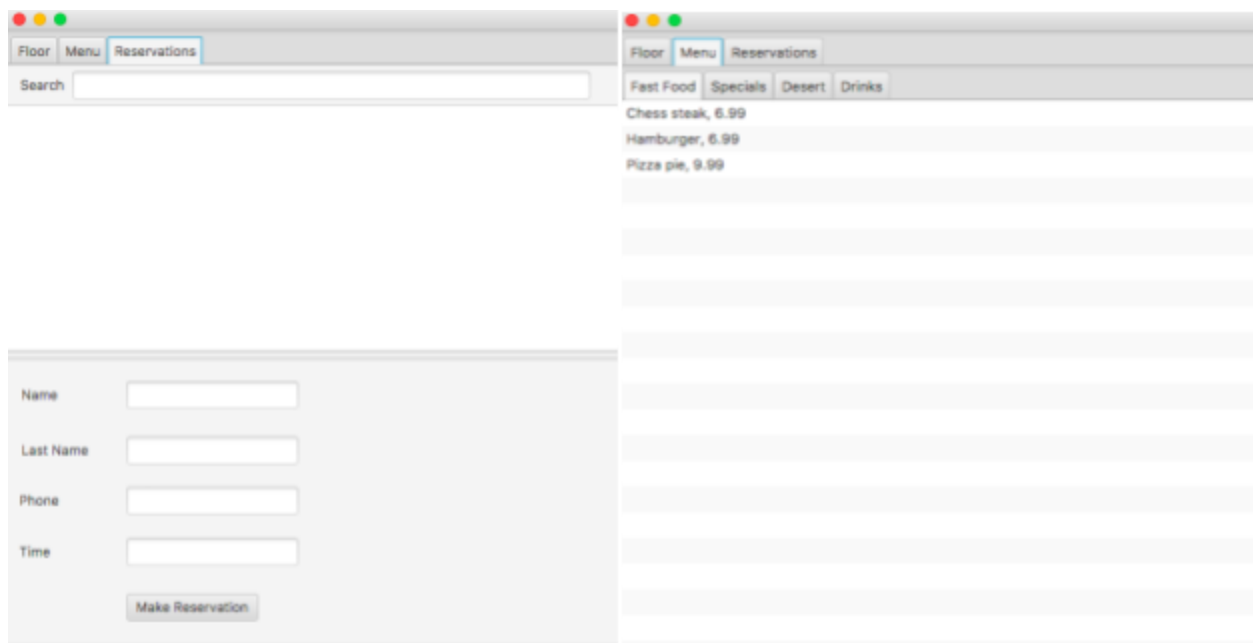 Floor Menu Reservations
Search
Name
Last Name
Phone
Time
Make Reservation
Floor Menu Reservations
Fast Food Specials Desert Drinks
Chess steak, 6.99
Hamburger, 6.99
Pizza pie, 9.99